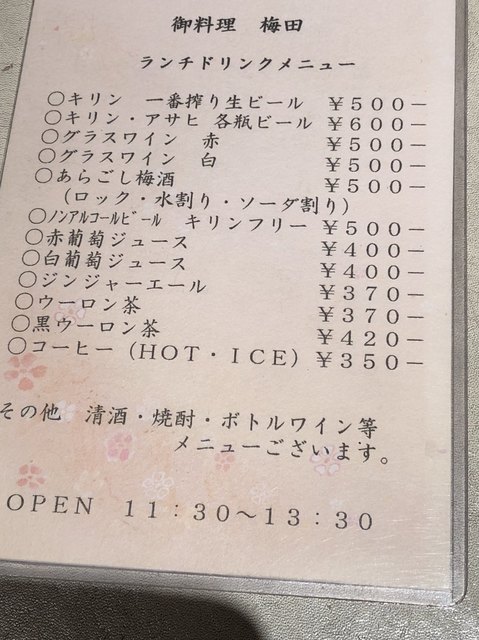 御料理　梅田
ランチドリンクメニュー
○キリン　一番搾り生ビール　￥５００−
○キリン・アサヒ 各瓶ビール　￥６００−
○グラスワイン　赤　￥５００−
○グラスワイン　白　￥５００−
○あらごし梅酒　￥５００−
（ロック・水割り・ソーダ割り）
○ﾉﾝｱﾙｺｰﾙﾋﾞｰﾙ　キリンフリー　￥５００−
○赤葡萄ジュース　￥４００−
○白葡萄ジュース　￥４００−
○ジンジャーエール　￥３７０−
○ウーロン茶　￥３７０−
○黒ウーロン茶　￥４２０−
○コーヒー（ＨＯＴ・ＩＣＥ）￥３５０−
その他　清酒・焼酎・ボトルワイン等
メニューございます。
ＯＰＥＮ　１１：３０〜１３：３０